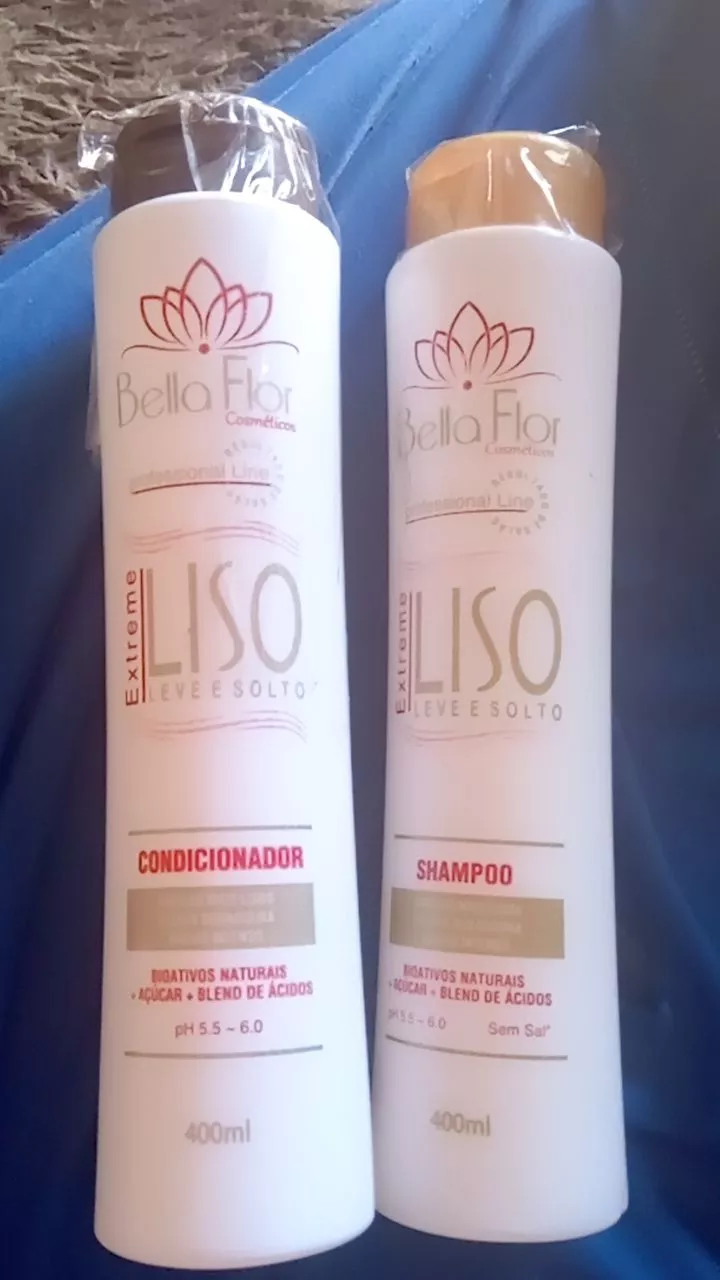 Bella Flor
Cosméticos
Professional Line
Extreme
LISO
LEVE E SOLTO
CONDICIONADOR
BIOATIVOS NATURAIS
+ AÇÚCAR + BLEND DE ÁCIDOS
pH 5.5 ~ 6.0
400ml
Bella Flor
Cosméticos
Professional Line
Extreme
LISO
LEVE E SOLTO
SHAMPOO
BIOATIVOS NATURAIS
+ AÇÚCAR + BLEND DE ÁCIDOS
pH 5.5 ~ 6.0 Sem Sal*
400ml